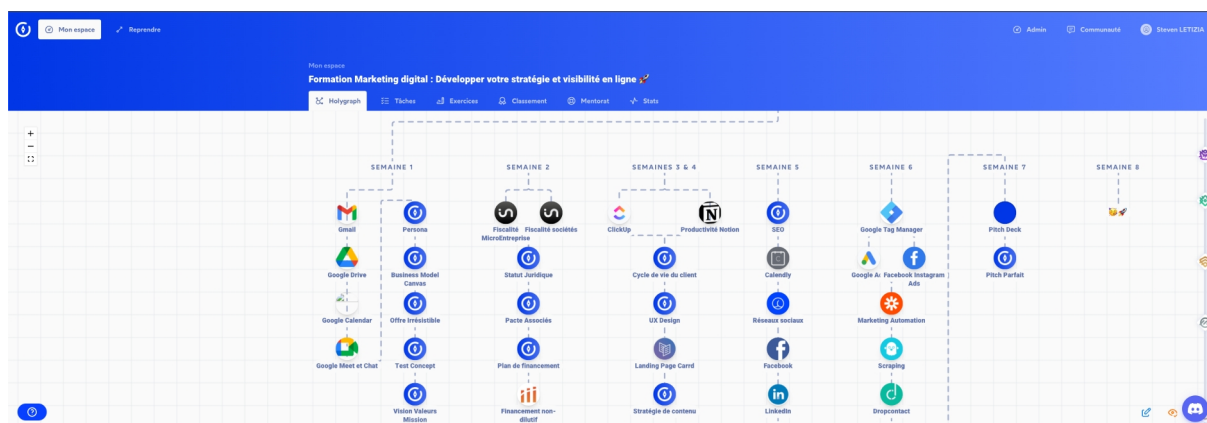 Mon espace
Reprendre
Admin
Communauté
Steven LETIZIA
Mon espace
Formation Marketing digital : Développer votre stratégie et visibilité en ligne 🚀
Holygraph
Tâches
Exercices
Classement
Mentorat
Stats
SEMAINE 1
SEMAINE 2
SEMAINES 3 & 4
SEMAINE 5
SEMAINE 6
SEMAINE 7
SEMAINE 8
Gmail
Persona
Fiscalité MicroEntreprise
Fiscalité sociétés
ClickUp
Productivité Notion
SEO
Google Tag Manager
Pitch Deck
Google Drive
Business Model
Canvas
Statut Juridique
Cycle de vie du client
Calendly
Google Ad
Facebook Instagram
Ads
Pitch Parfait
Google Calendar
Offre Irrésistible
Pacte Associés
UX Design
Réseaux sociaux
Marketing Automation
Google Meet et Chat
Test Concept
Plan de financement
Landing Page Carrd
Facebook
Scraping
Vision Valeurs
Mission
Financement non-
dilutif
Stratégie de contenu
LinkedIn
Dropcontact